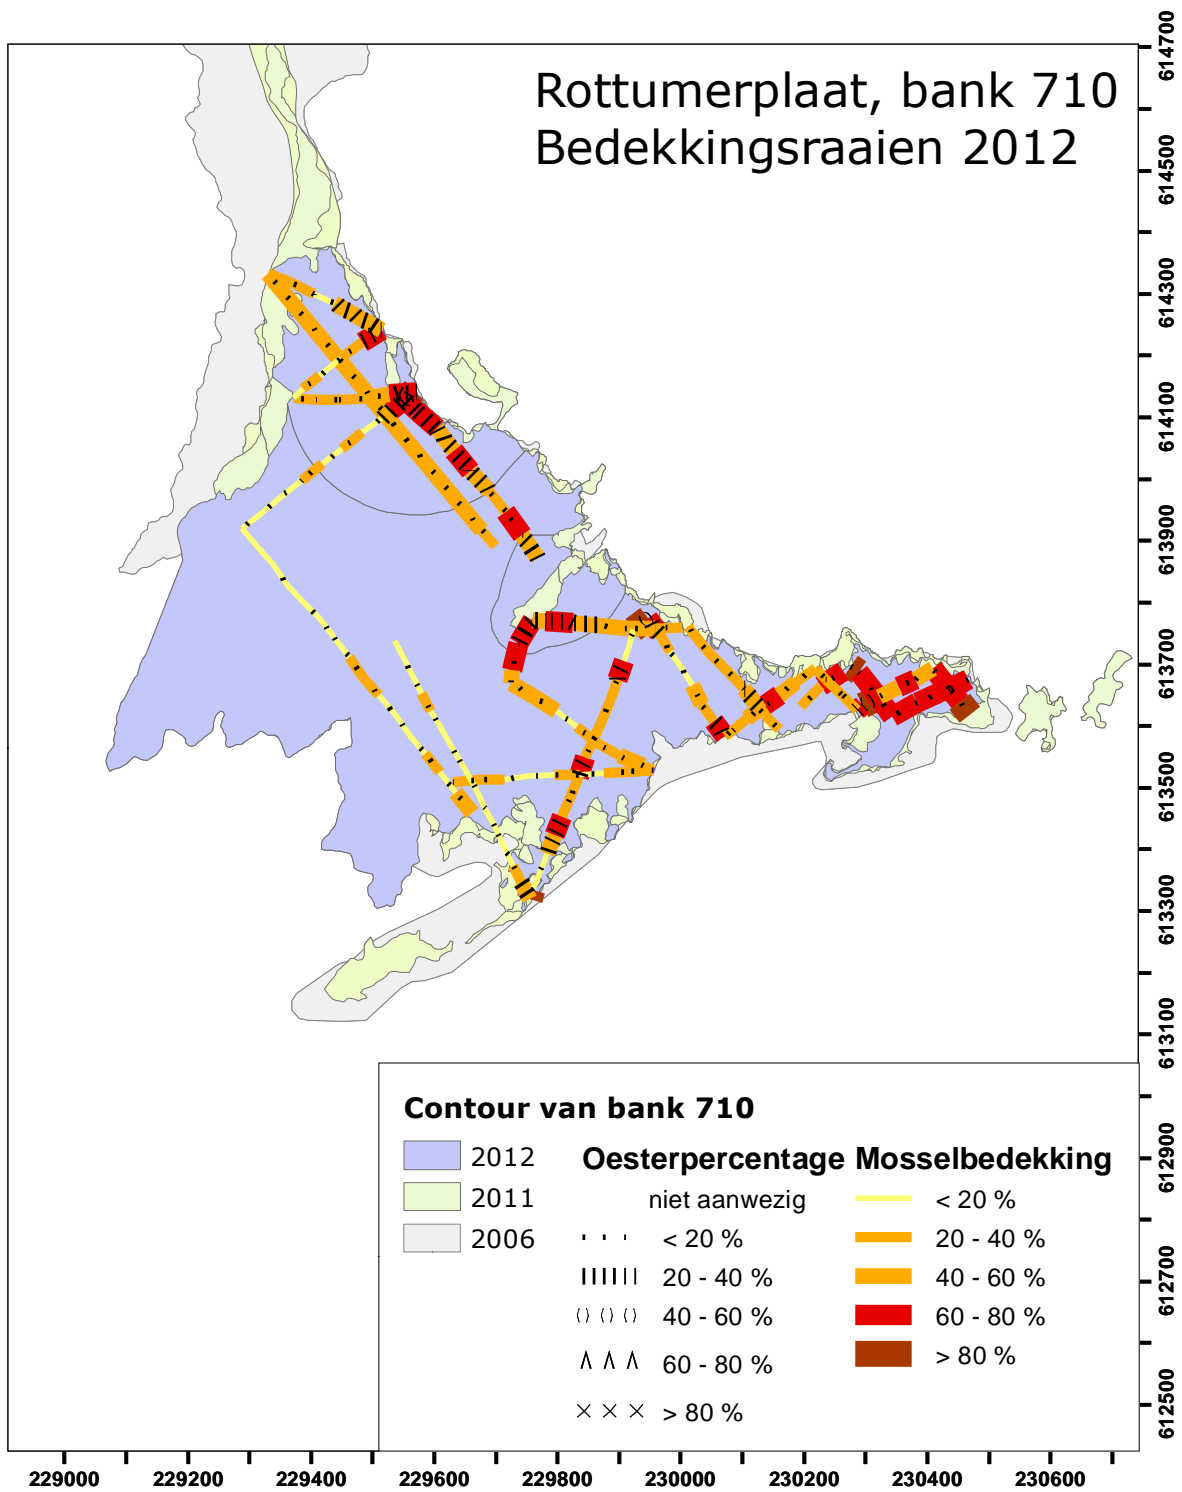 Rottumerplaat, bank 710
Bedekkingsraaien 2012
614700
614500
614300
614100
613900
613700
613500
613300
613100
612900
612700
612500
Contour van bank 710
2012
2011
2006
Oesterpercentage
niet aanwezig
< 20 %
20 - 40 %
40 - 60 %
60 - 80 %
> 80 %
Mosselbedekking
< 20 %
20 - 40 %
40 - 60 %
60 - 80 %
> 80 %
229000 229200 229400 229600 229800 230000 230200 230400 230600